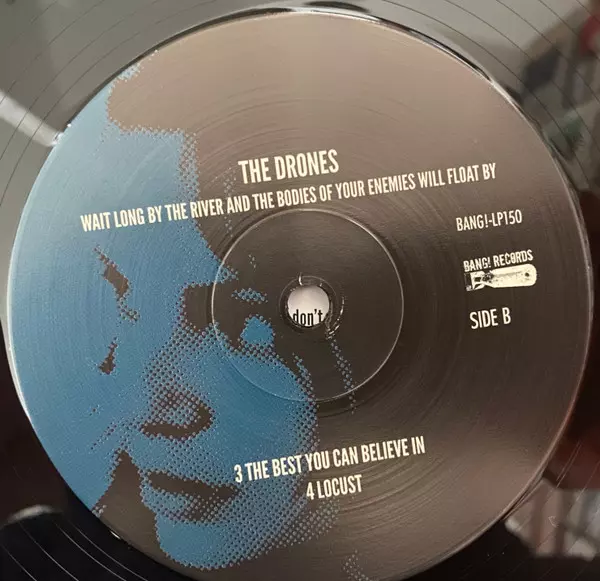 THE DRONES
WAIT LONG BY THE RIVER AND THE BODIES OF YOUR ENEMIES WILL FLOAT BY
BANG!-LP150
BANG! RECORDS
SIDE B
don't
3 THE BEST YOU CAN BELIEVE IN
4 LOCUST